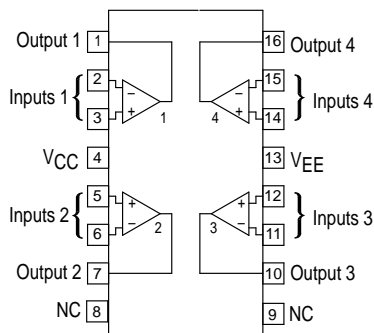 Output 1 1 16 Output 4
2 − − 15
Inputs 1 { } Inputs 4
3 + 1 4 + 14
VCC 4 13 VEE
5 + + 12
Inputs 2 { } Inputs 3
6 − 2 3 − 11
Output 2 7 10 Output 3
NC 8 9 NC